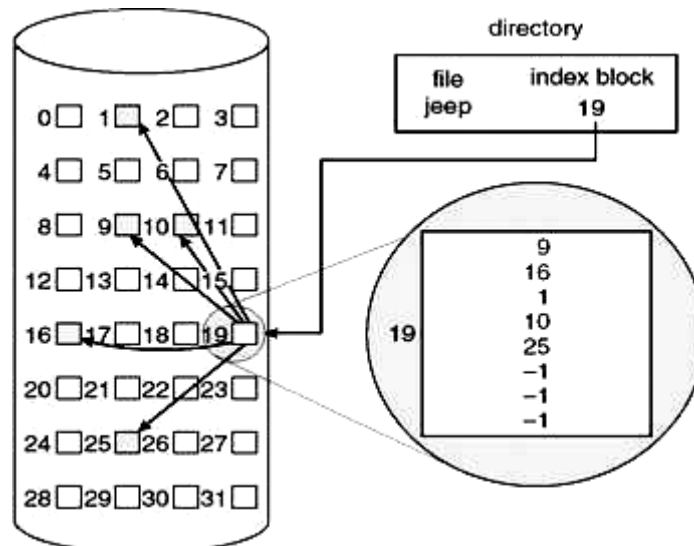 directory
file index block
jeep 19
0 1 2 3
4 5 6 7
8 9 10 11
12 13 14 15
16 17 18 19
20 21 22 23
24 25 26 27
28 29 30 31
19
9
16
1
10
25
-1
-1
-1